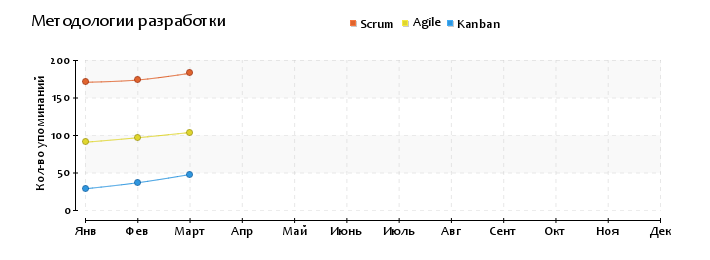 Методологии разработки
Scrum Agile Kanban
Кол-во упоминаний
200
150
100
50
0
Янв Фев Март Апр Май Июнь Июль Авг Сент Окт Ноя Дек